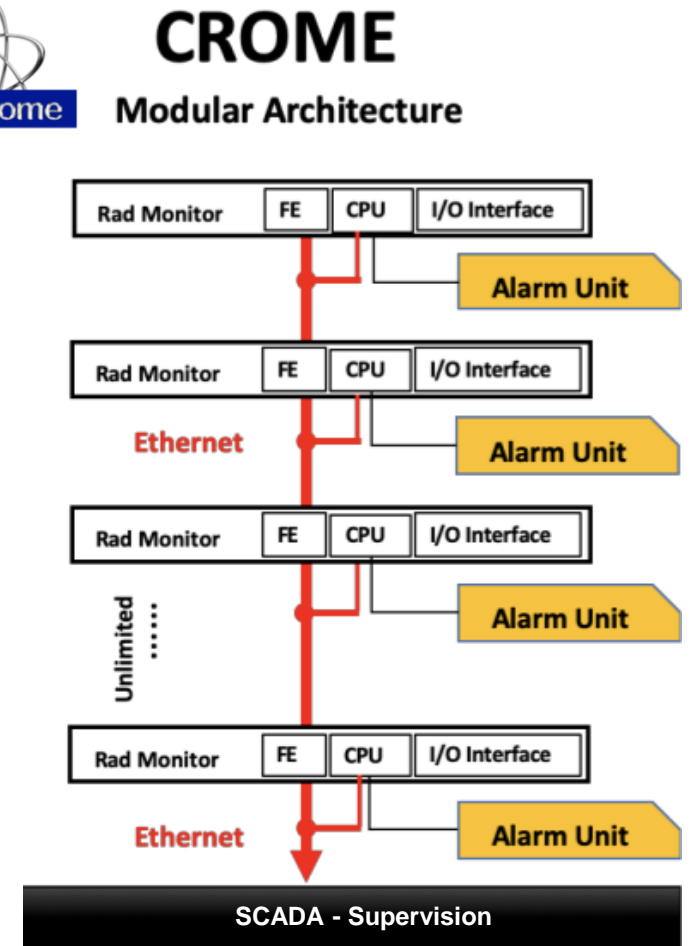 CROME
ome
Modular Architecture
Rad Monitor FE CPU I/O Interface
Alarm Unit
Rad Monitor FE CPU I/O Interface
Ethernet
Alarm Unit
Rad Monitor FE CPU I/O Interface
Unlimited
......
Alarm Unit
Rad Monitor FE CPU I/O Interface
Ethernet
Alarm Unit
SCADA - Supervision